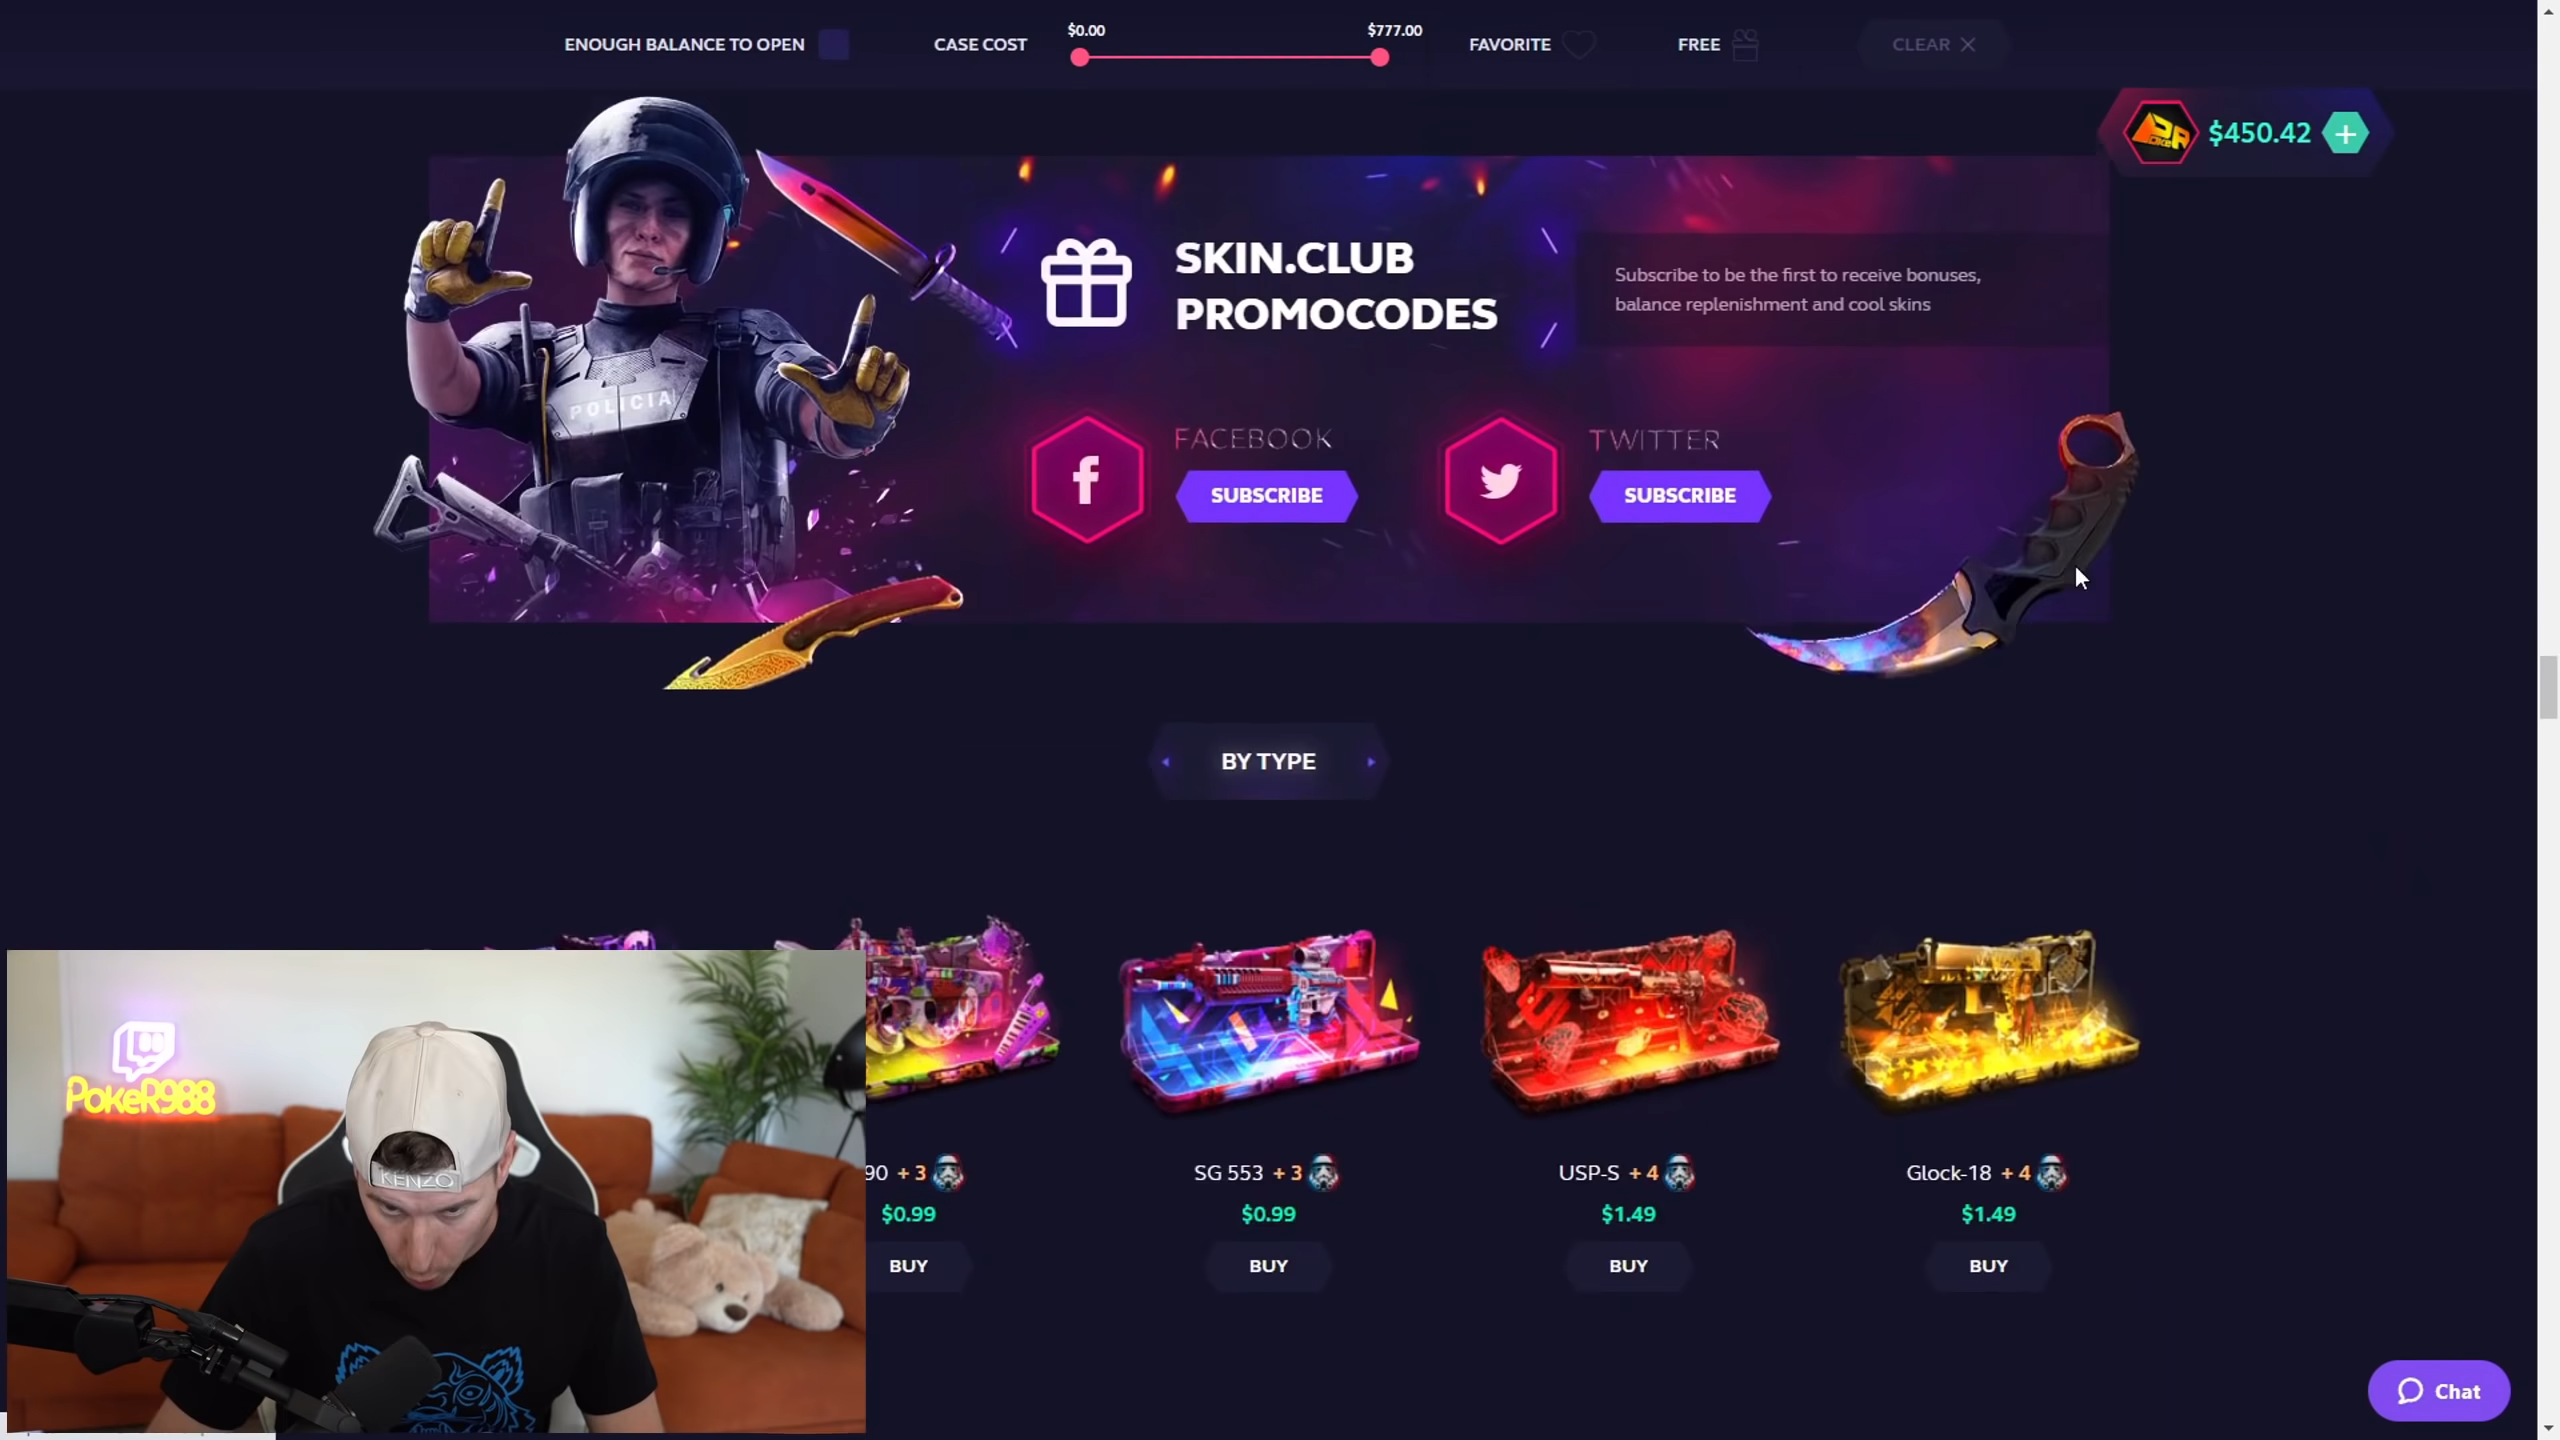 ENOUGH BALANCE TO OPEN
CASE COST
$0.00
$777.00
FAVORITE
FREE
CLEAR
$450.42
SKIN.CLUB
PROMOCODES
Subscribe to be the first to receive bonuses,
balance replenishment and cool skins
POLICIA
FACEBOOK
SUBSCRIBE
TWITTER
SUBSCRIBE
BY TYPE
90 + 3
$0.99
BUY
SG 553 + 3
$0.99
BUY
USP-S + 4
$1.49
BUY
Glock-18 + 4
$1.49
BUY
PokeR988
KENZO
Chat